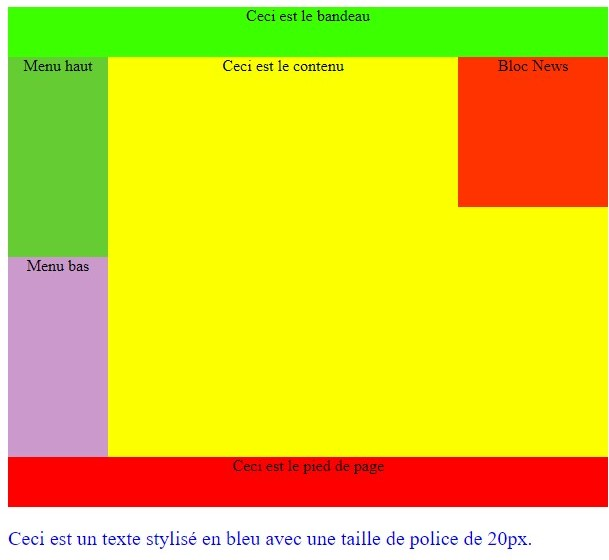 Ceci est le bandeau
Menu haut
Ceci est le contenu
Bloc News
Menu bas
Ceci est le pied de page
Ceci est un texte stylisé en bleu avec une taille de police de 20px.